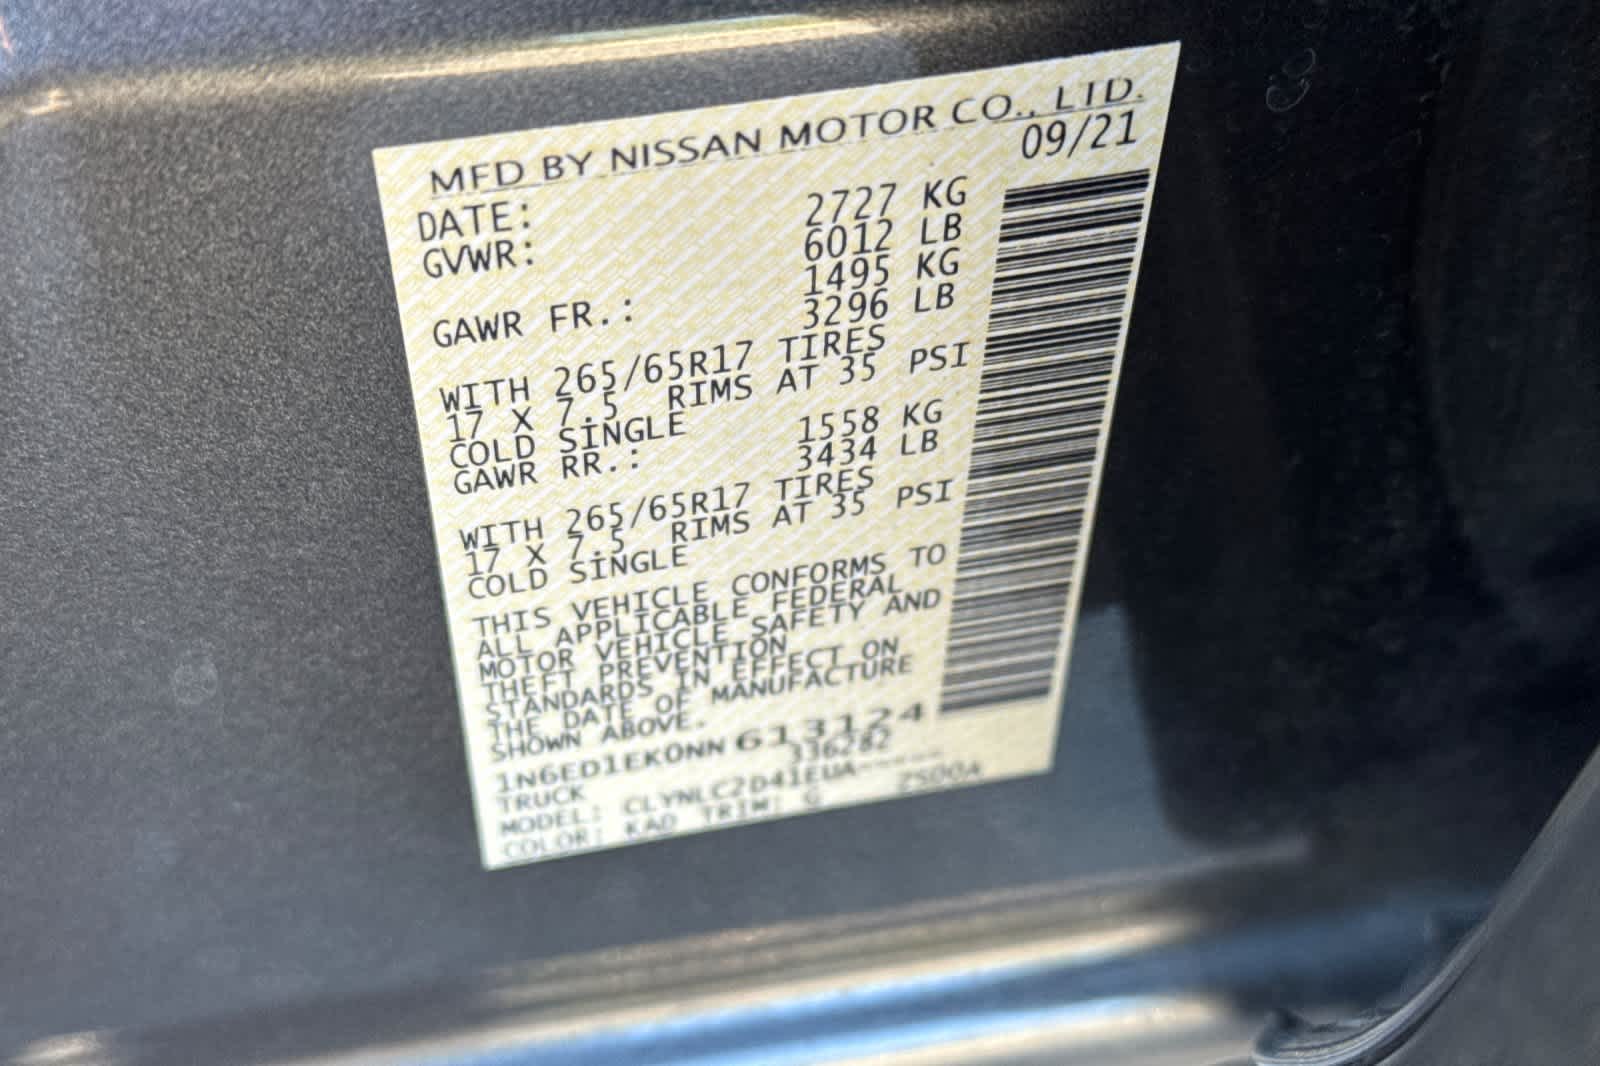 MFD BY NISSAN MOTOR CO., LTD.
DATE: 09/21
GVWR: 2727 KG
6012 LB
GAWR FR.: 1495 KG
3296 LB
WITH 265/65R17 TIRES
17 X 7.5 RIMS AT 35 PSI
COLD SINGLE
GAWR RR.: 1558 KG
3434 LB
WITH 265/65R17 TIRES
17 X 7.5 RIMS AT 35 PSI
COLD SINGLE
THIS VEHICLE CONFORMS TO
ALL APPLICABLE FEDERAL
MOTOR VEHICLE SAFETY AND
THEFT PREVENTION
STANDARDS IN EFFECT ON
THE DATE OF MANUFACTURE
SHOWN ABOVE.
1N6ED1EK0NN613124
TRUCK 336282
MODEL: CLYNLC2D41EUA-----
COLOR: KAD TRIM: G ZS00A